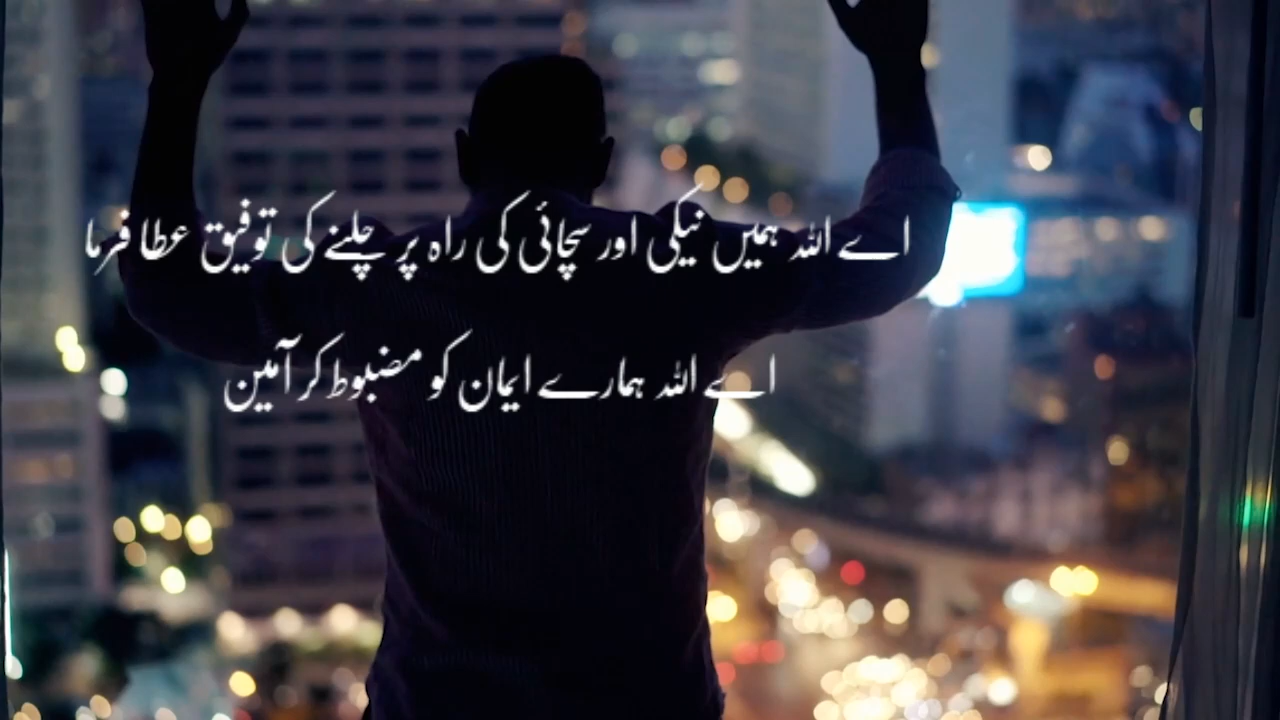 اے اللہ ہمیں نیکی اور سچائی کی راہ پر چلنے کی توفیق عطا فرما
اے اللہ ہمارے ایمان کو مضبوط کر آمین